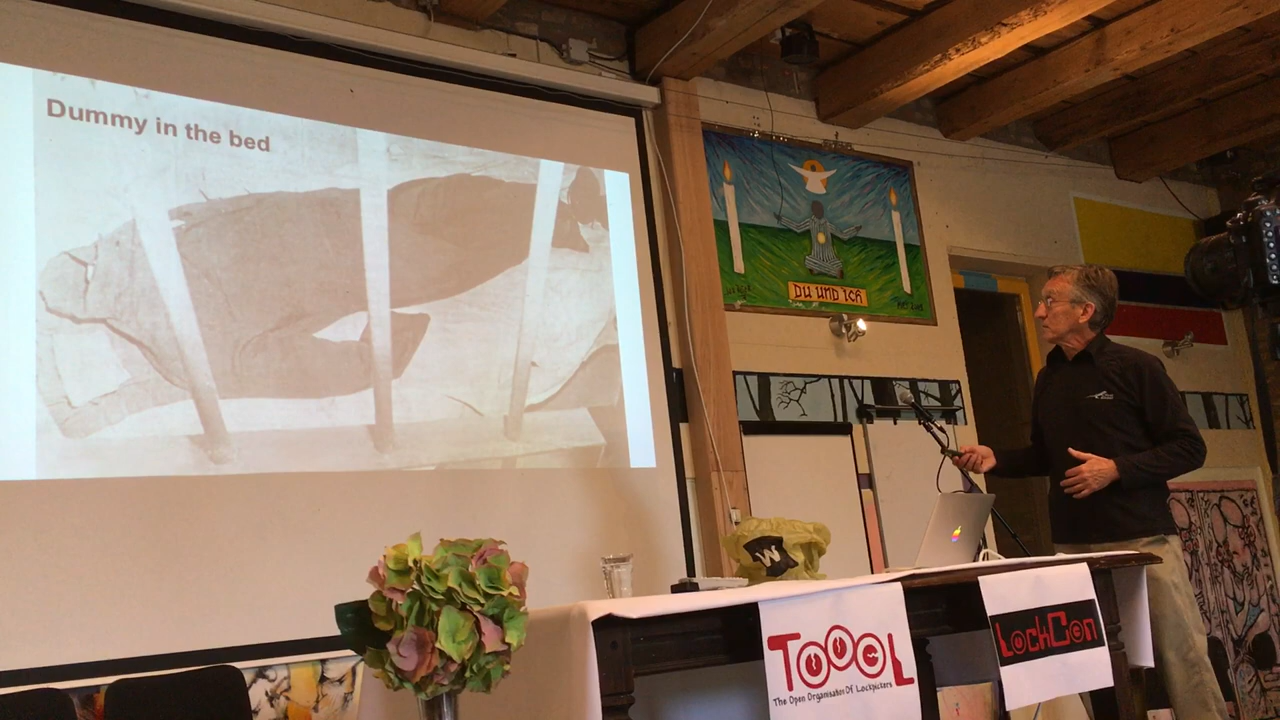 Dummy in the bed
DU UND ICH
W
TOOOL
The Open Organisation Of Lockpickers
LockCon